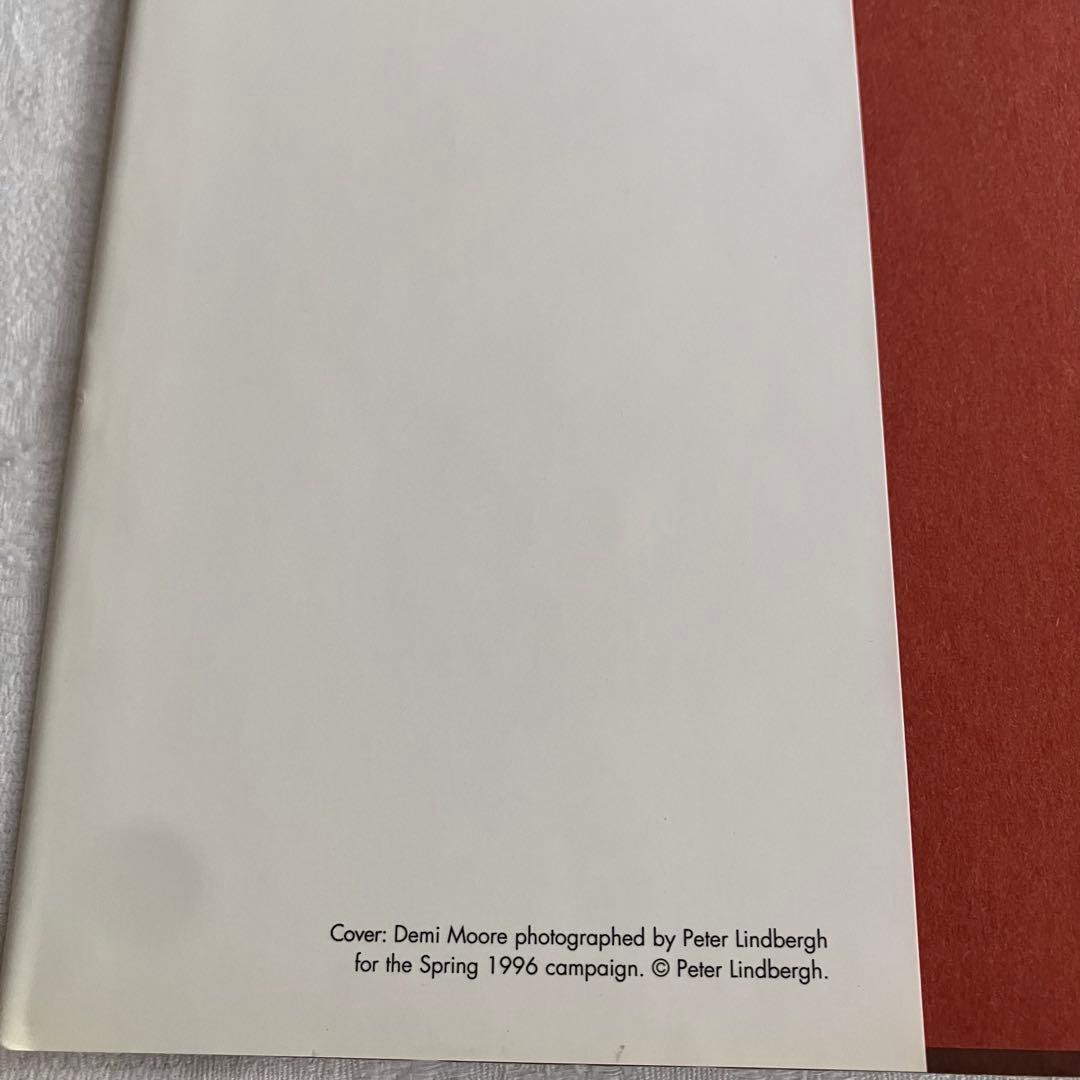 Cover: Demi Moore photographed by Peter Lindbergh
for the Spring 1996 campaign. © Peter Lindbergh.